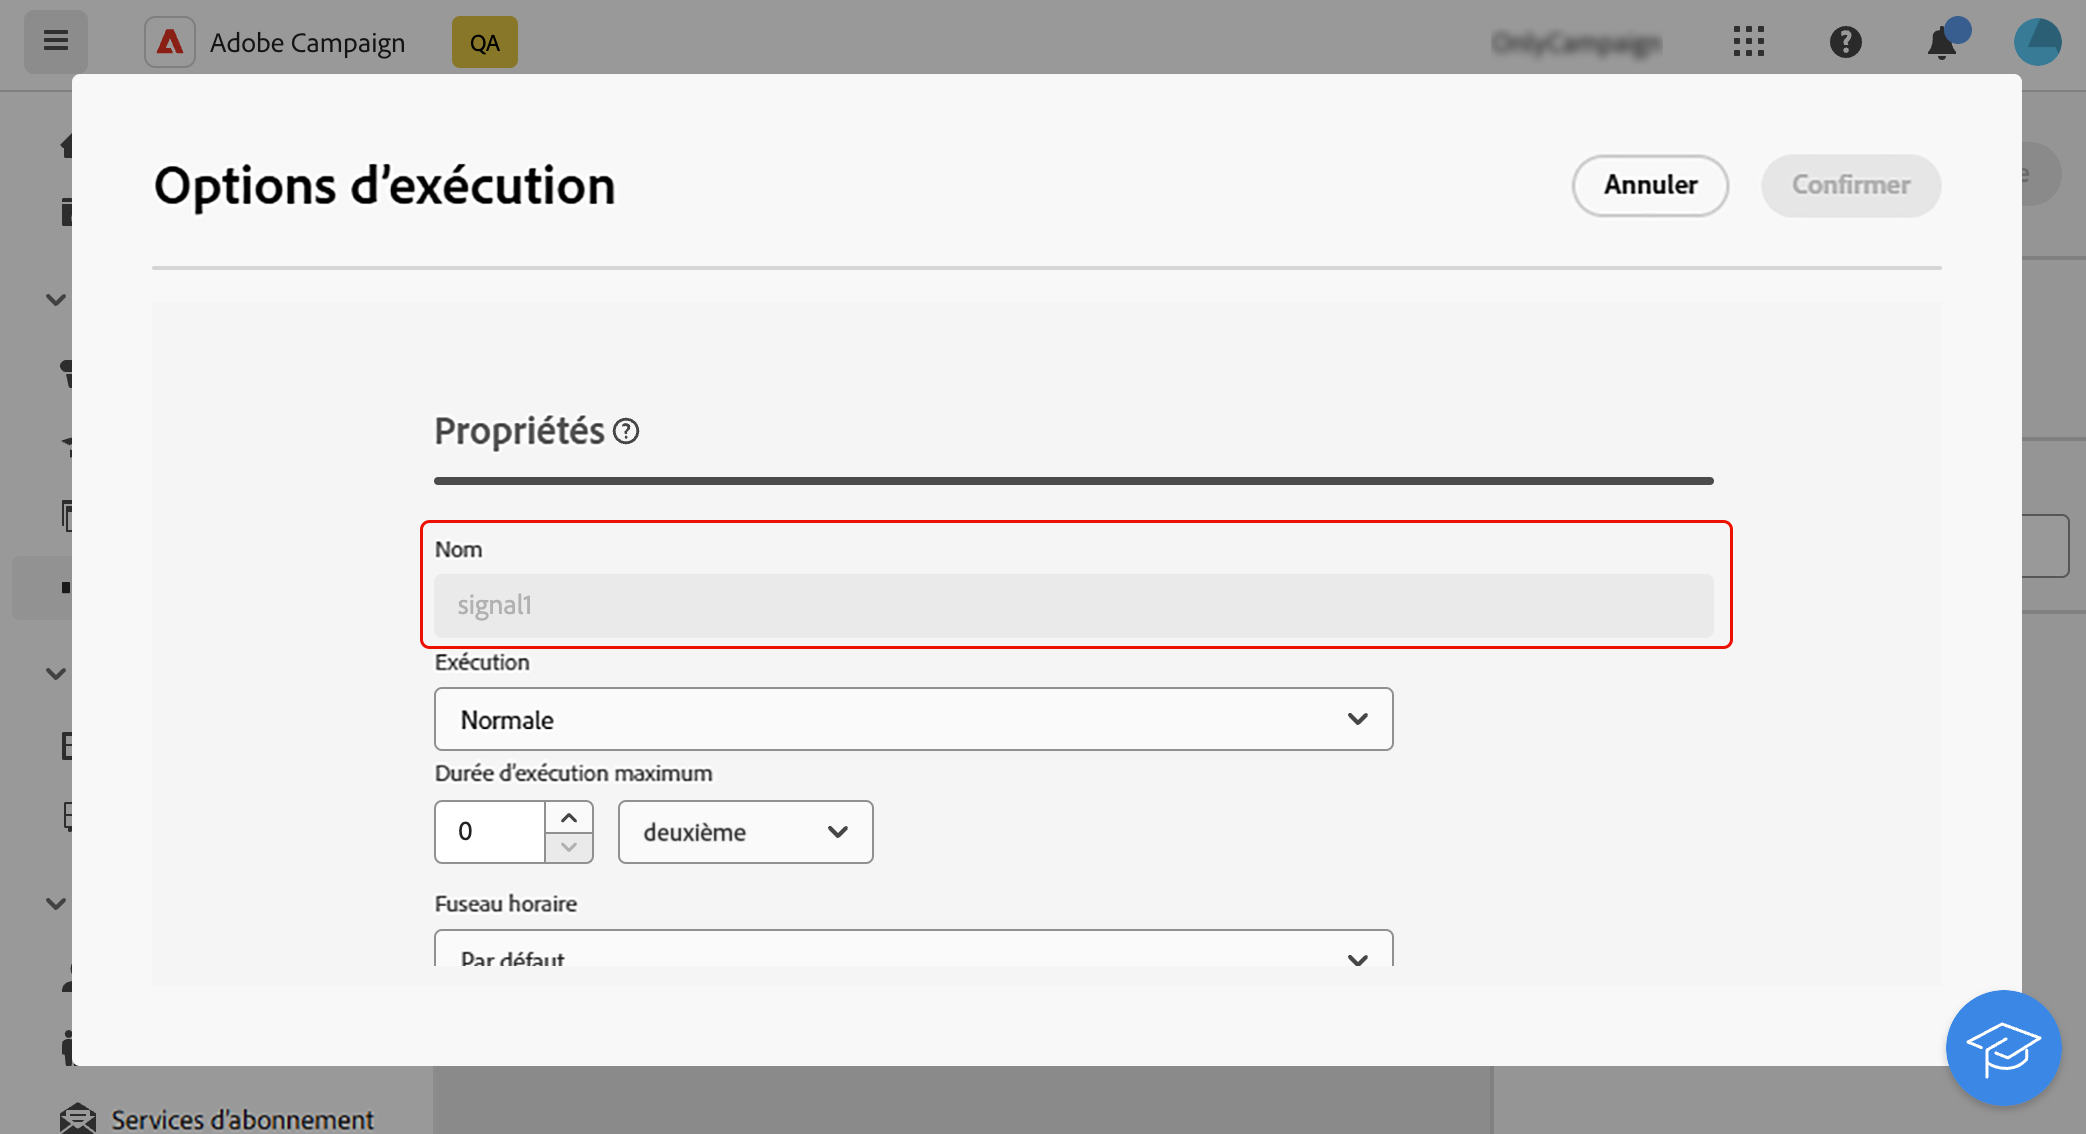 Adobe Campaign
QA
Options d'exécution
Annuler
Confirmer
e
Propriétés
Nom
signal1
Exécution
Normale
Durée d'exécution maximum
0
deuxième
Fuseau horaire
Par défaut
Services d'abonnement